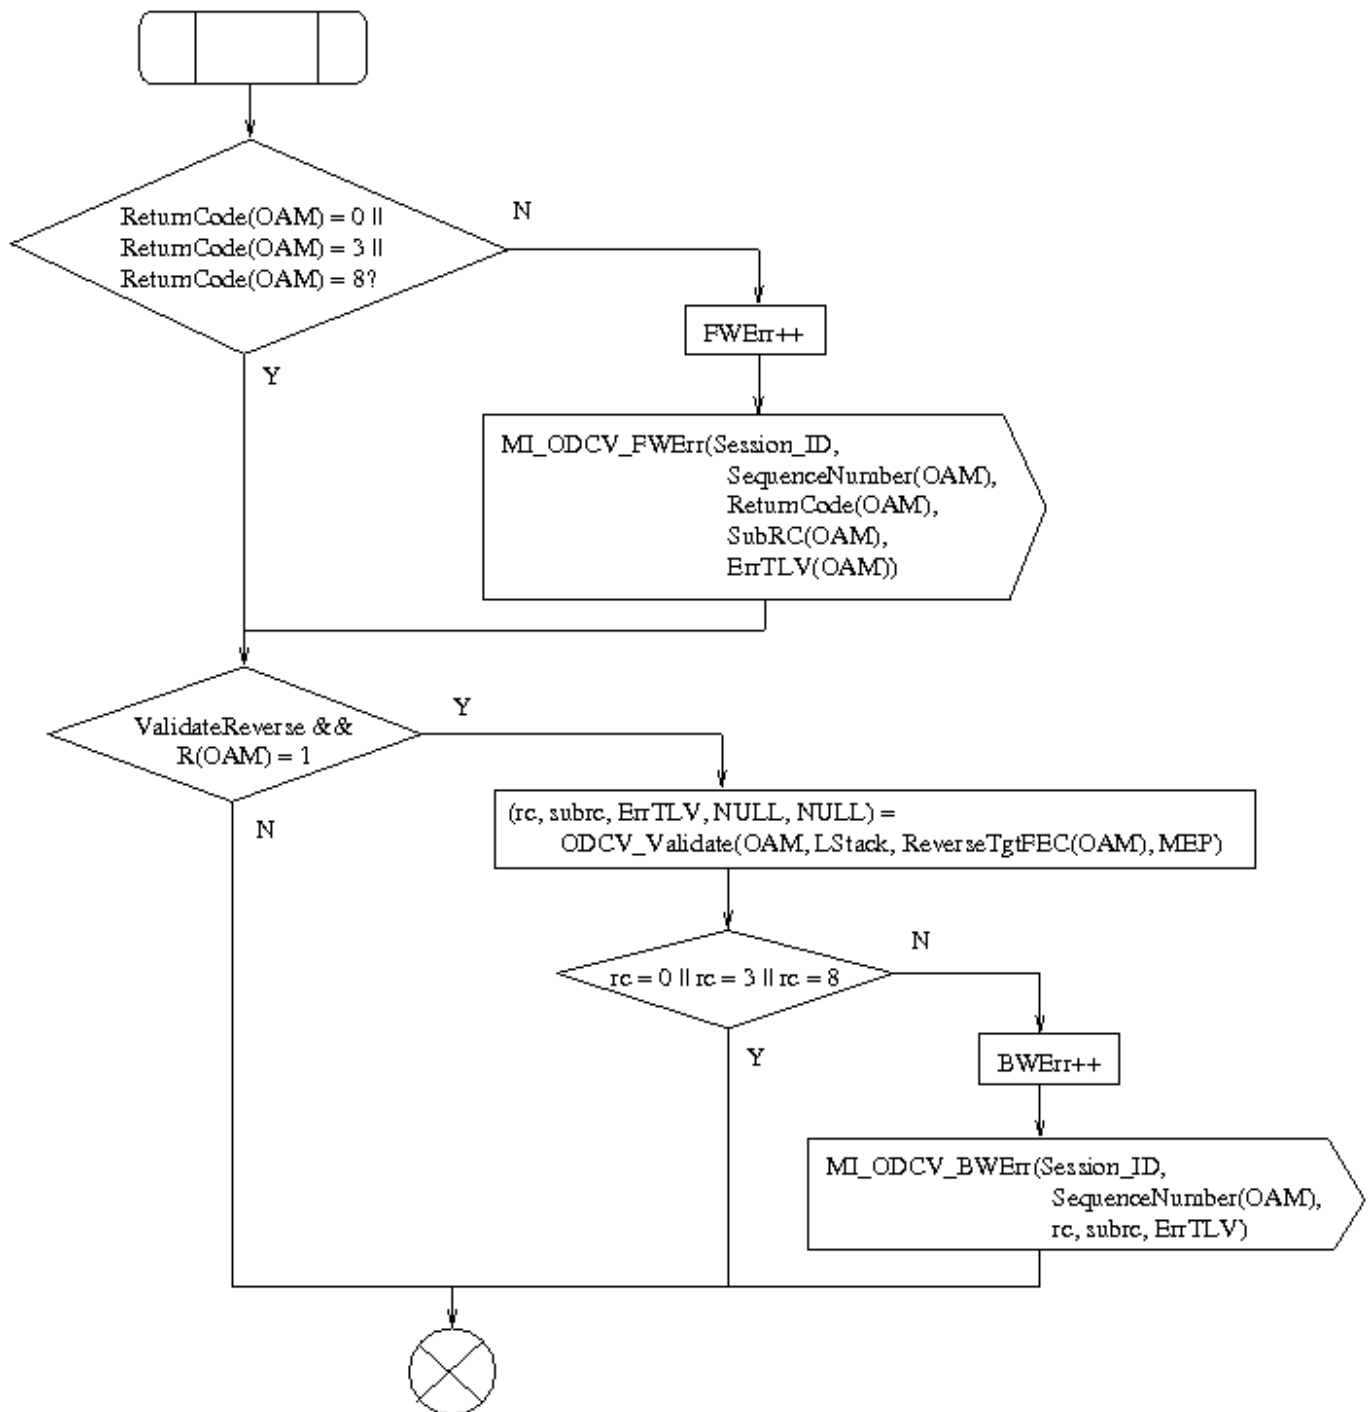 ReturnCode(OAM) = 0 ||
ReturnCode(OAM) = 3 ||
ReturnCode(OAM) = 8?
N
Y
FWErr++
MI_ODCV_FWErr(Session_ID,
SequenceNumber(OAM),
ReturnCode(OAM),
SubRC(OAM),
ErrTLV(OAM))
ValidateReverse &&
R(OAM) = 1
Y
N
(rc, subrc, ErrTLV, NULL, NULL) =
ODCV_Validate(OAM, LStack, ReverseTgtFEC(OAM), MEP)
rc = 0 || rc = 3 || rc = 8
N
Y
BWErr++
MI_ODCV_BWErr(Session_ID,
SequenceNumber(OAM),
rc, subrc, ErrTLV)